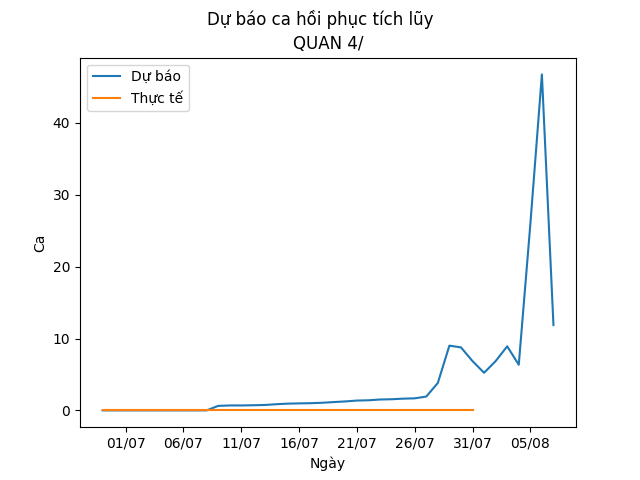 Dự báo ca hồi phục tích lũy
QUAN 4/
Dự báo
Thực tế
Ca
40
30
20
10
0
01/07 06/07 11/07 16/07 21/07 26/07 31/07 05/08
Ngày